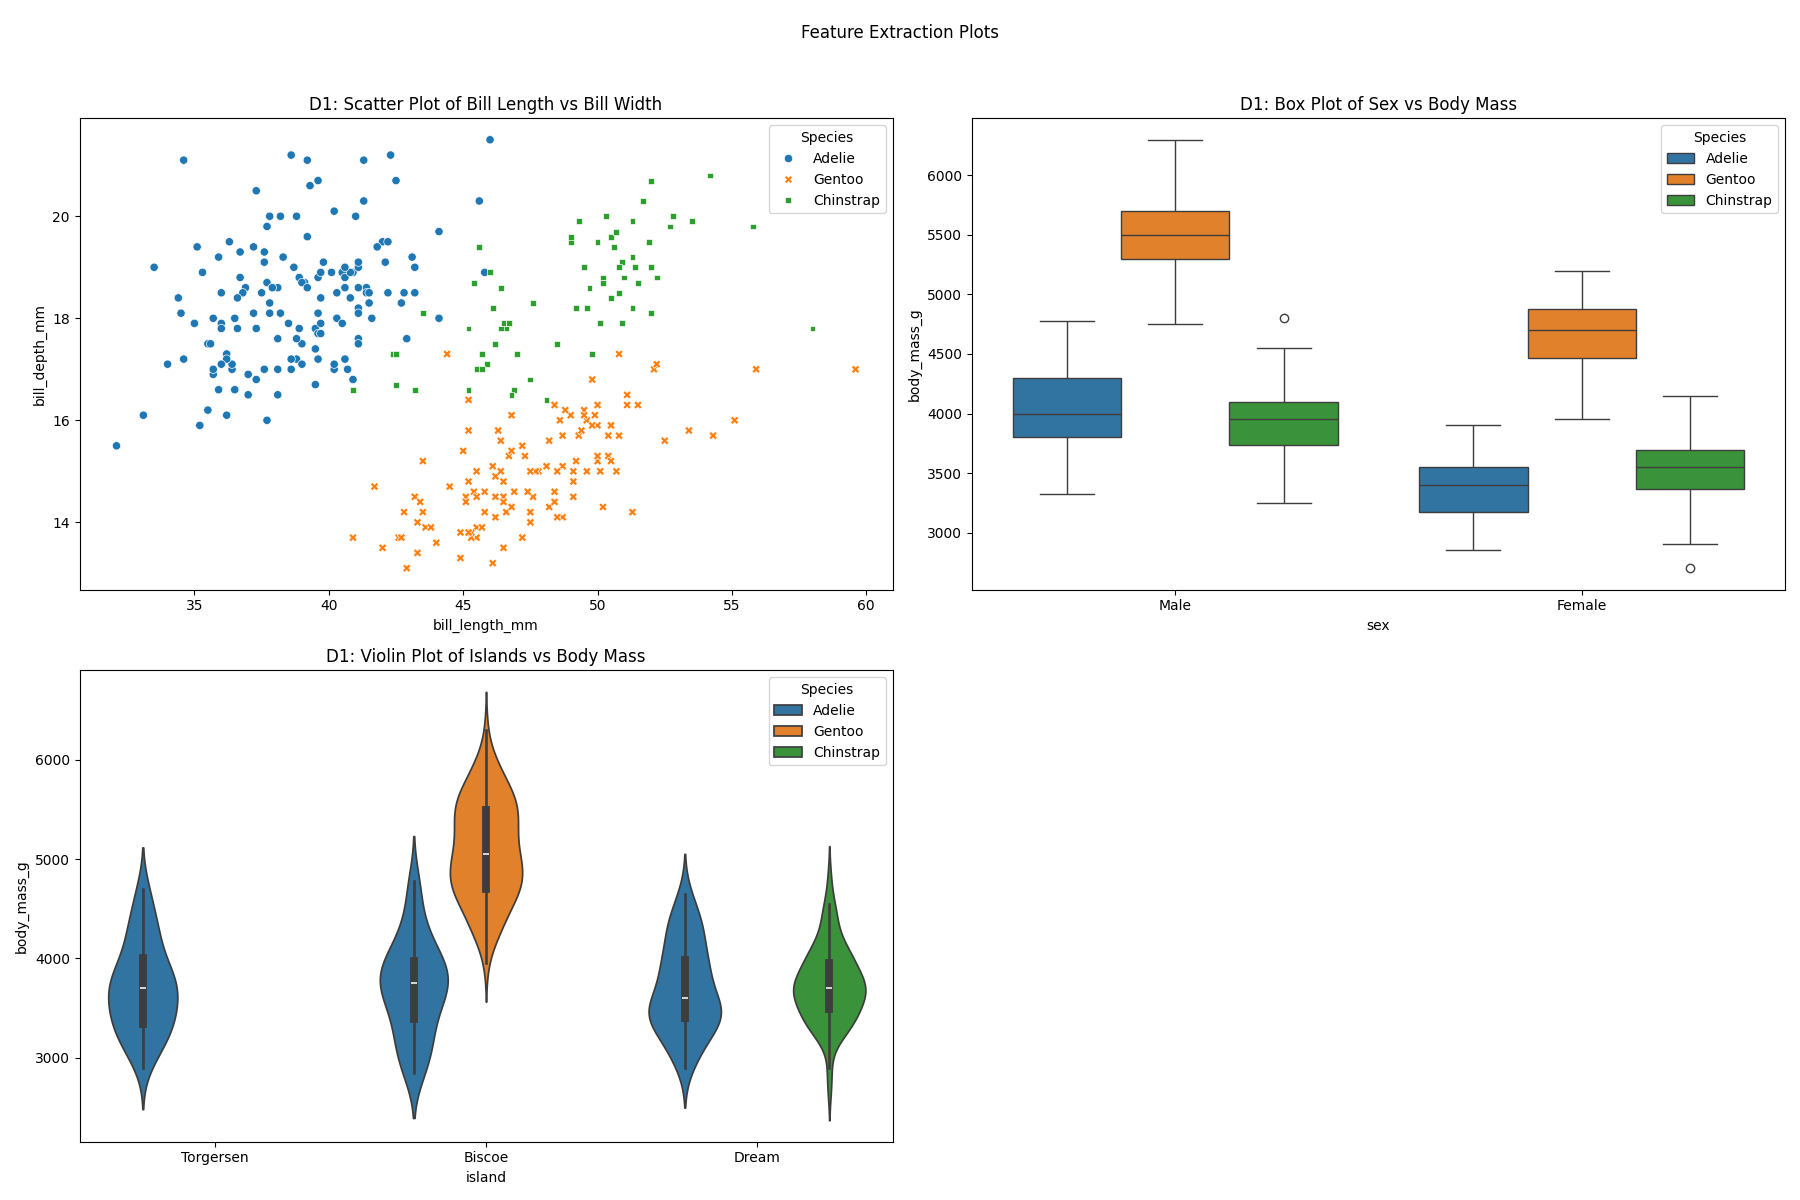 Feature Extraction Plots
D1: Scatter Plot of Bill Length vs Bill Width
Species
Adelie
Gentoo
Chinstrap
bill_depth_mm
20
18
16
14
35 40 45 50 55 60
bill_length_mm
D1: Box Plot of Sex vs Body Mass
Species
Adelie
Gentoo
Chinstrap
body_mass_g
6000
5500
5000
4500
4000
3500
3000
Male Female
sex
D1: Violin Plot of Islands vs Body Mass
Species
Adelie
Gentoo
Chinstrap
body_mass_g
6000
5000
4000
3000
Torgersen Biscoe Dream
island